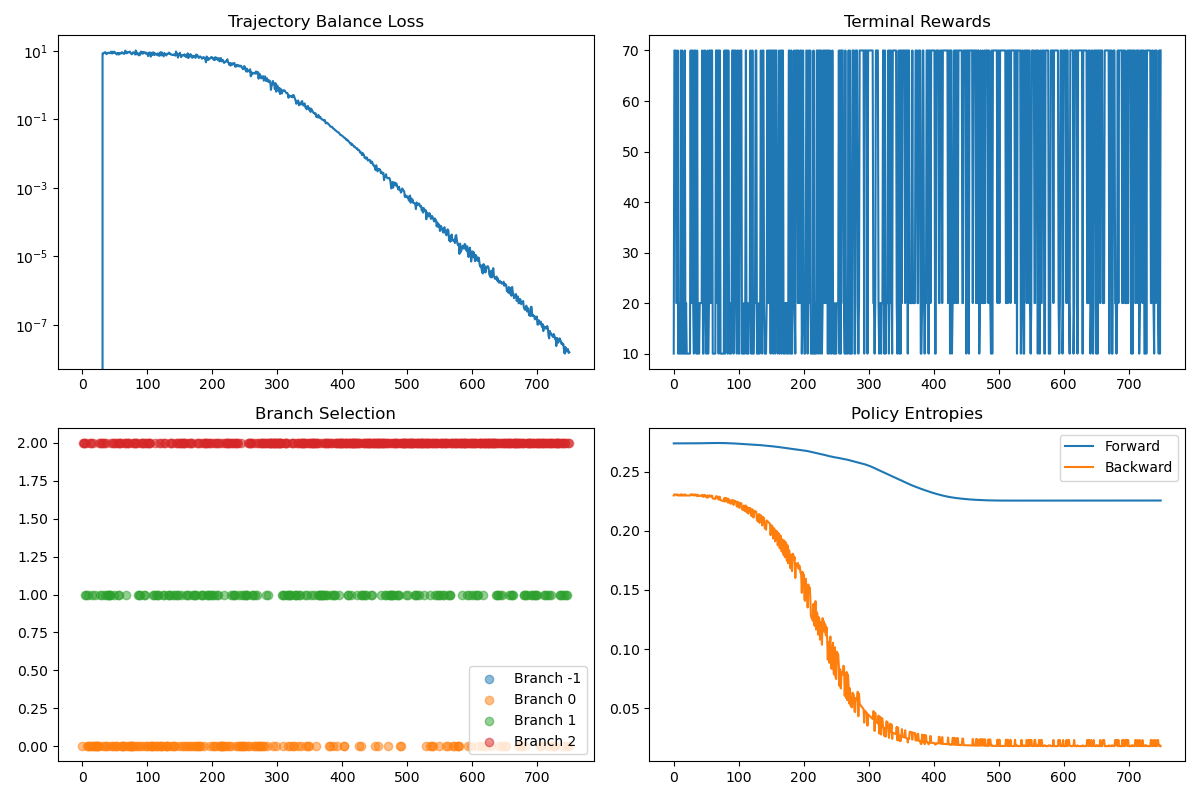 Trajectory Balance Loss
10¹
10⁻¹
10⁻³
10⁻⁵
10⁻⁷
0 100 200 300 400 500 600 700
Terminal Rewards
70
60
50
40
30
20
10
0 100 200 300 400 500 600 700
Branch Selection
2.00
1.75
1.50
1.25
1.00
0.75
0.50
0.25
0.00
Branch -1
Branch 0
Branch 1
Branch 2
0 100 200 300 400 500 600 700
Policy Entropies
Forward
Backward
0.25
0.20
0.15
0.10
0.05
0 100 200 300 400 500 600 700